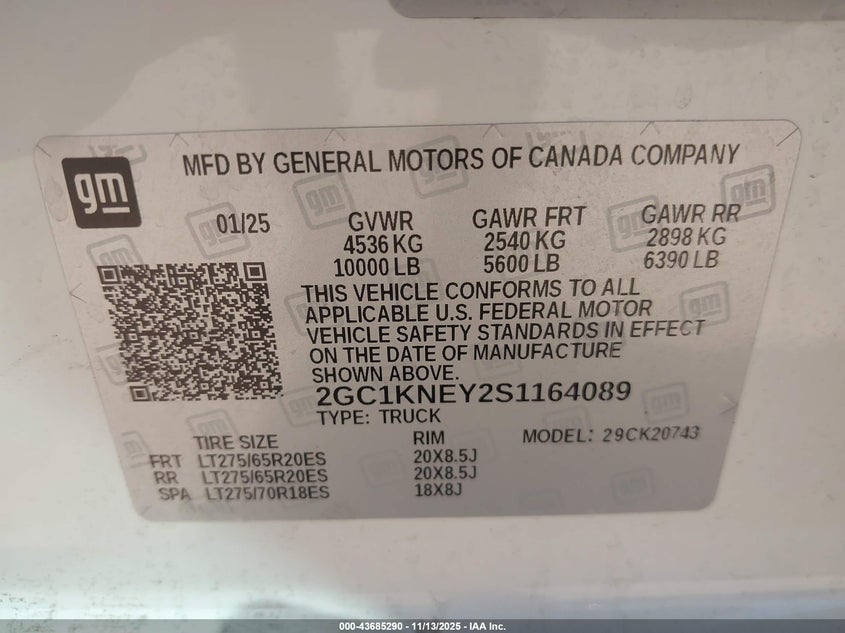 gm
MFD BY GENERAL MOTORS OF CANADA COMPANY
01/25 GVWR GAWR FRT GAWR RR
4536 KG 2540 KG 2898 KG
10000 LB 5600 LB 6390 LB
THIS VEHICLE CONFORMS TO ALL
APPLICABLE U.S. FEDERAL MOTOR
VEHICLE SAFETY STANDARDS IN EFFECT
ON THE DATE OF MANUFACTURE
SHOWN ABOVE.
2GC1KNEY2S1164089
TYPE: TRUCK
TIRE SIZE RIM MODEL: 29CK20743
FRT LT275/65R20ES 20X8.5J
RR LT275/65R20ES 20X8.5J
SPA LT275/70R18ES 18X8J
000-43685290 - 11/13/2025 - IAA Inc.